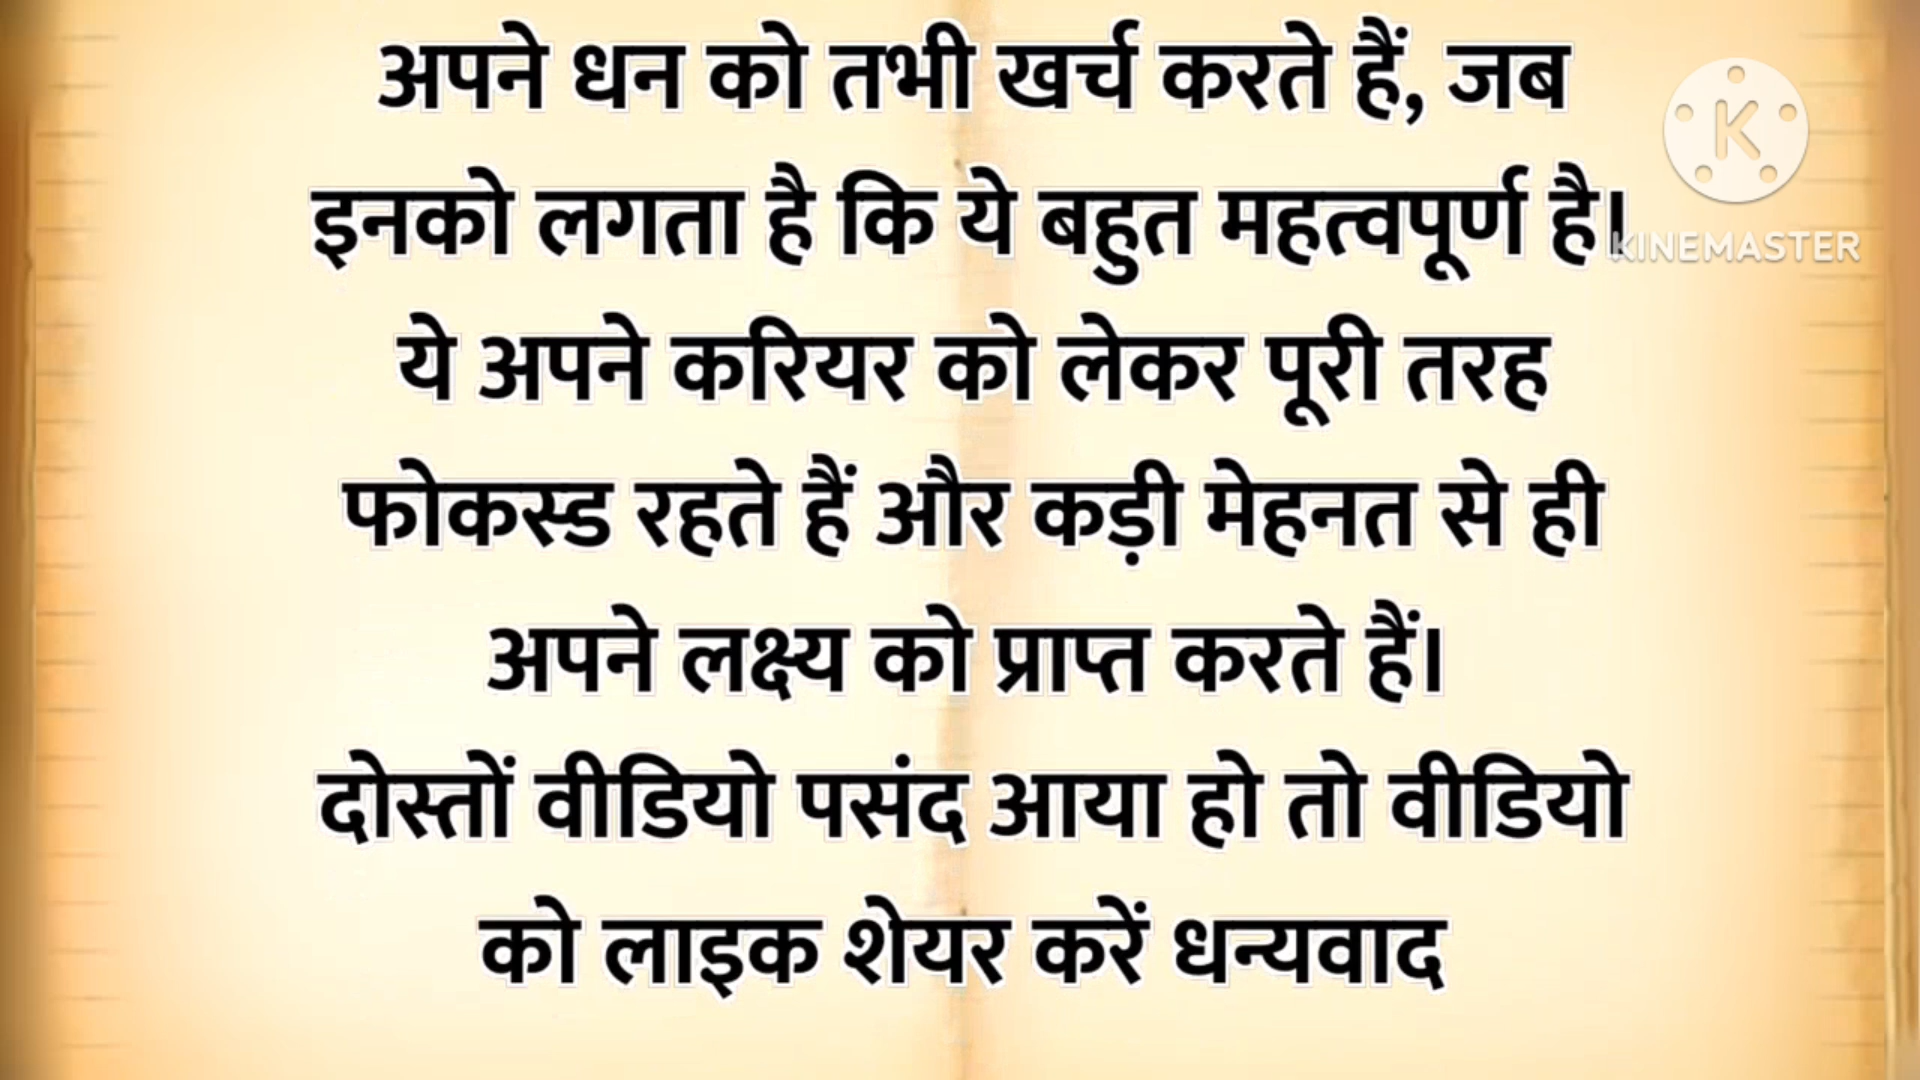 अपने धन को तभी खर्च करते हैं, जब
इनको लगता है कि ये बहुत महत्वपूर्ण है।
KINEMASTER
ये अपने करियर को लेकर पूरी तरह
फोकस्ड रहते हैं और कड़ी मेहनत से ही
अपने लक्ष्य को प्राप्त करते हैं।
दोस्तों वीडियो पसंद आया हो तो वीडियो
को लाइक शेयर करें धन्यवाद